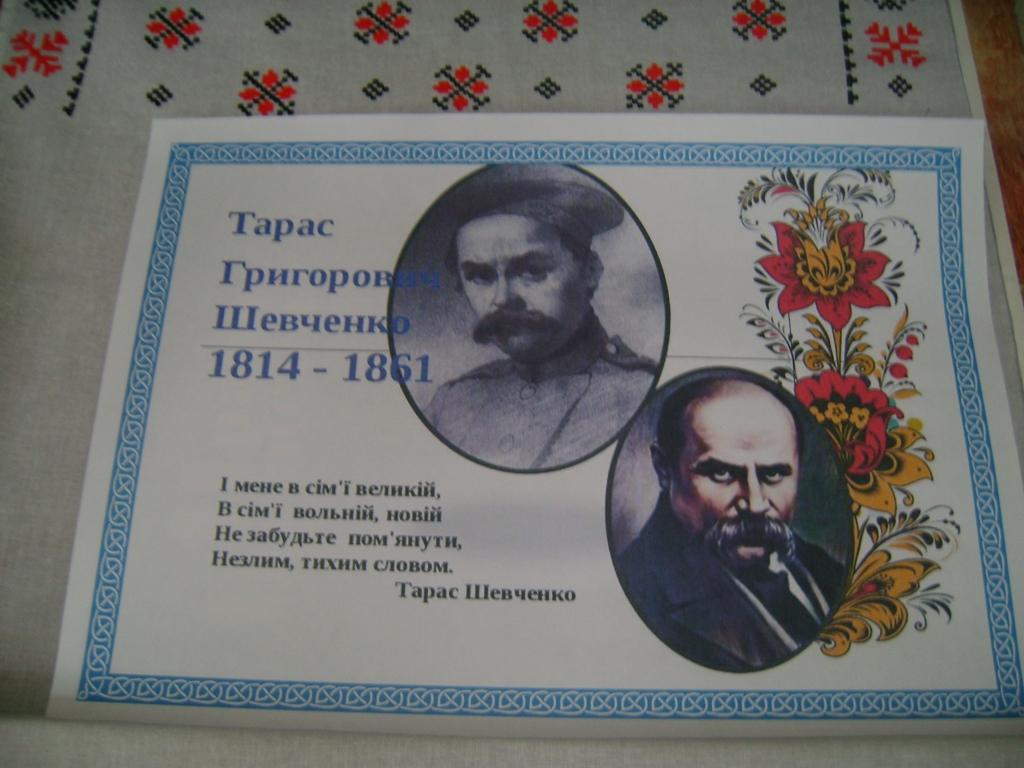 Тарас
Григорович
Шевченко
1814 - 1861
І мене в сім'ї великій,
В сім'ї вольній, новій
Не забудьте пом'янути,
Незлим, тихим словом.
Тарас Шевченко